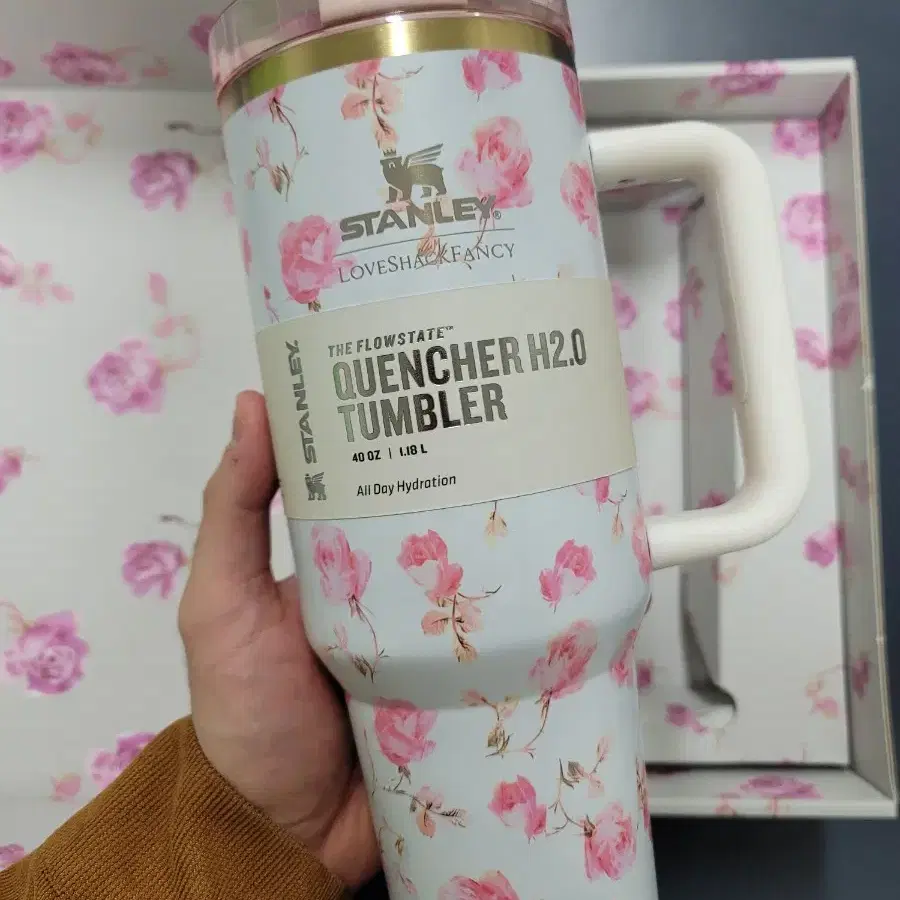 STANLEY®
LOVESHACKFANCY
STANLEY.
THE FLOWSTATE™
QUENCHER H2.0
TUMBLER
40 OZ | 1.18 L
All Day Hydration